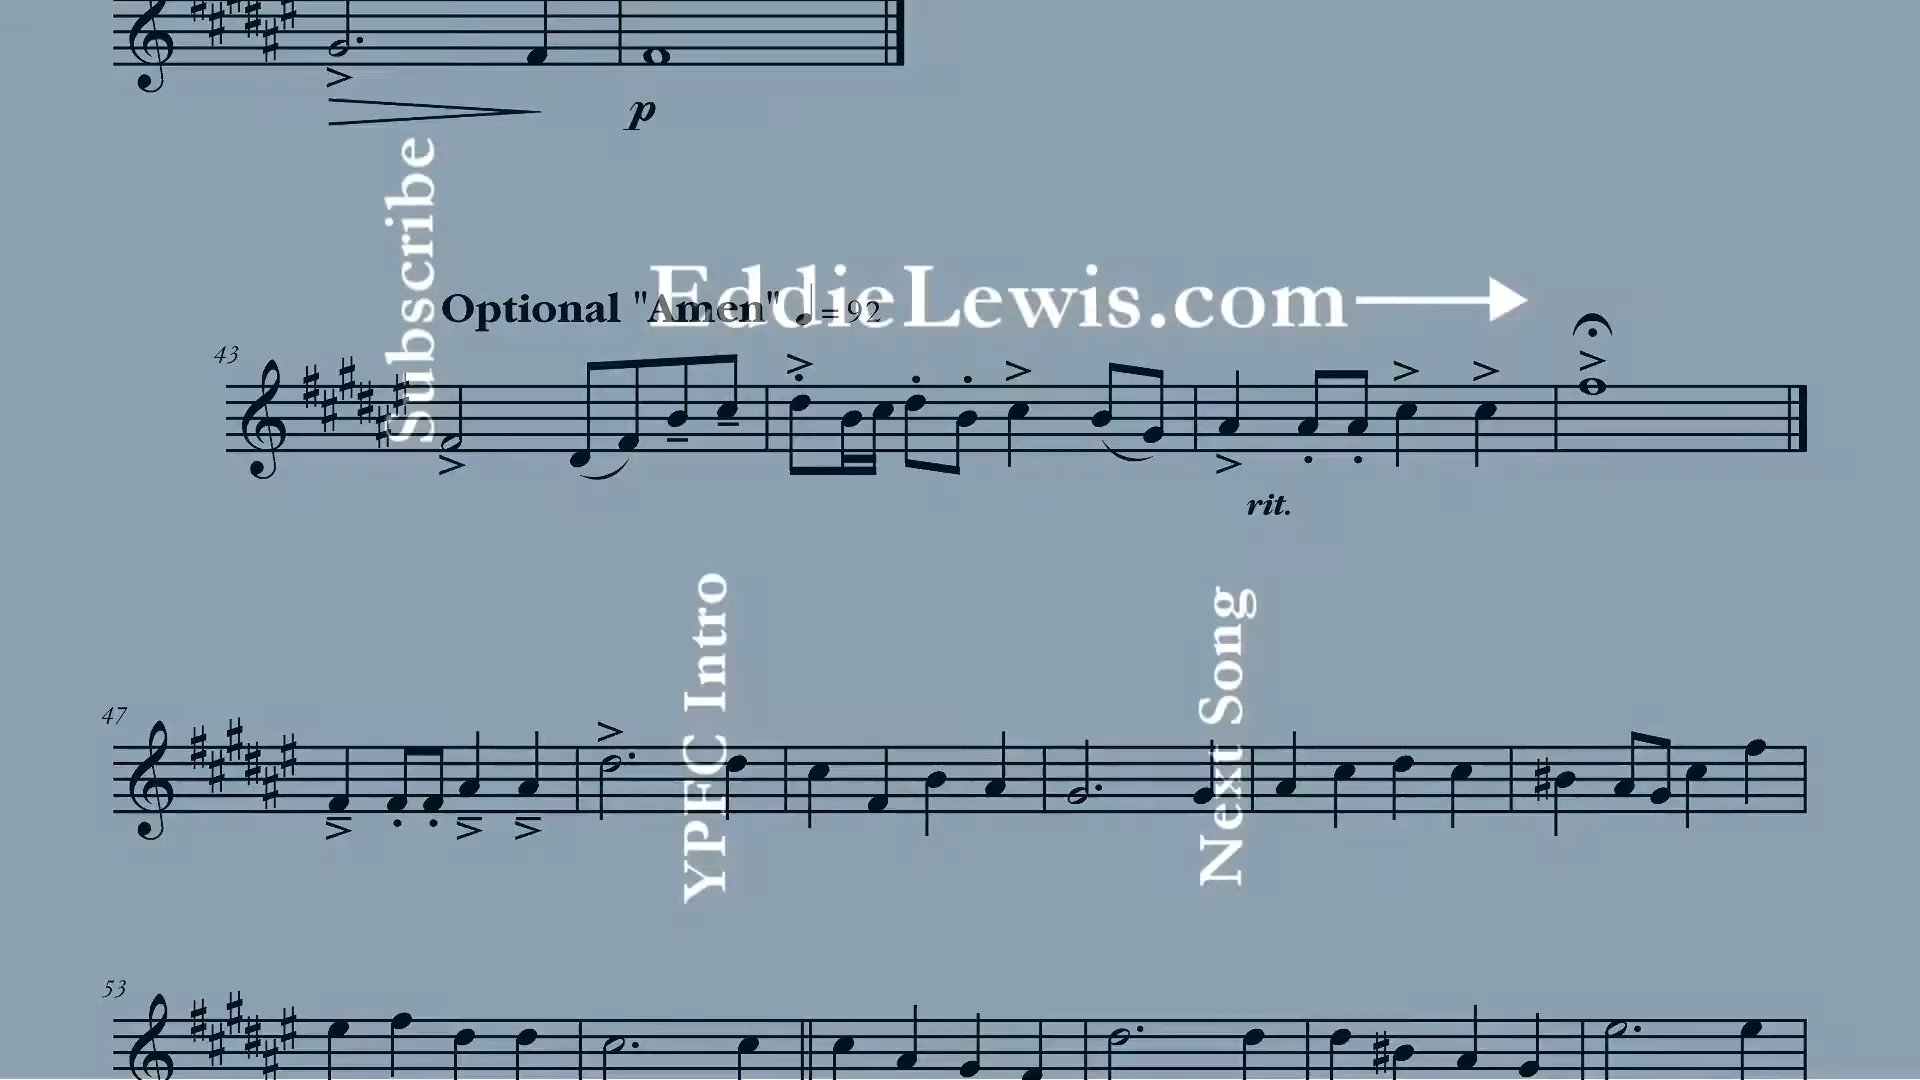 p
Subscribe
EddieLewis.com
Optional "Amen" ♩ = 92
43
rit.
YPFC Intro
Next Song
47
53